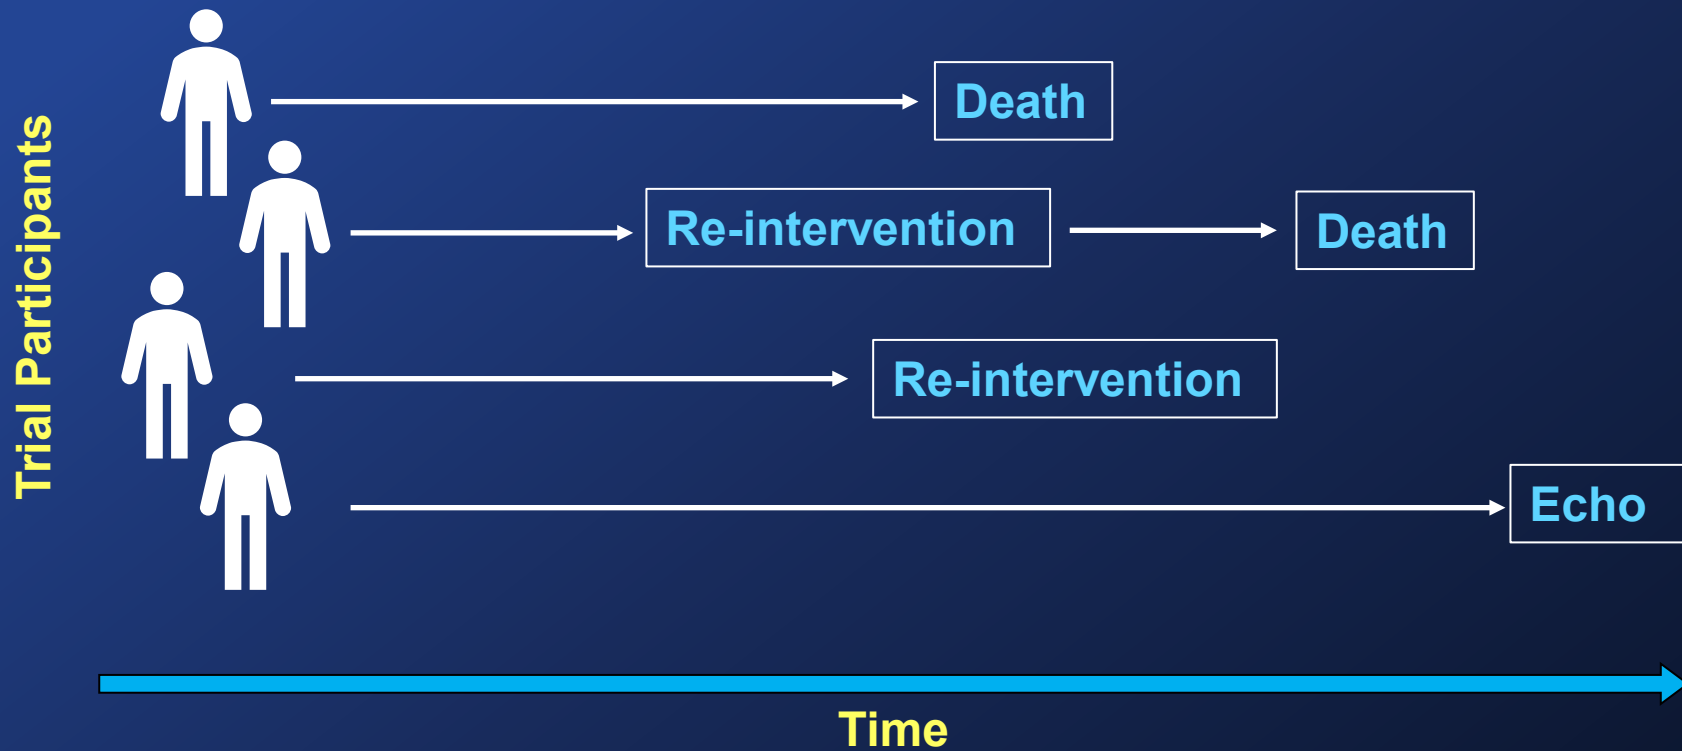 Trial Participants
Death
Re-intervention
Death
Re-intervention
Echo
Time